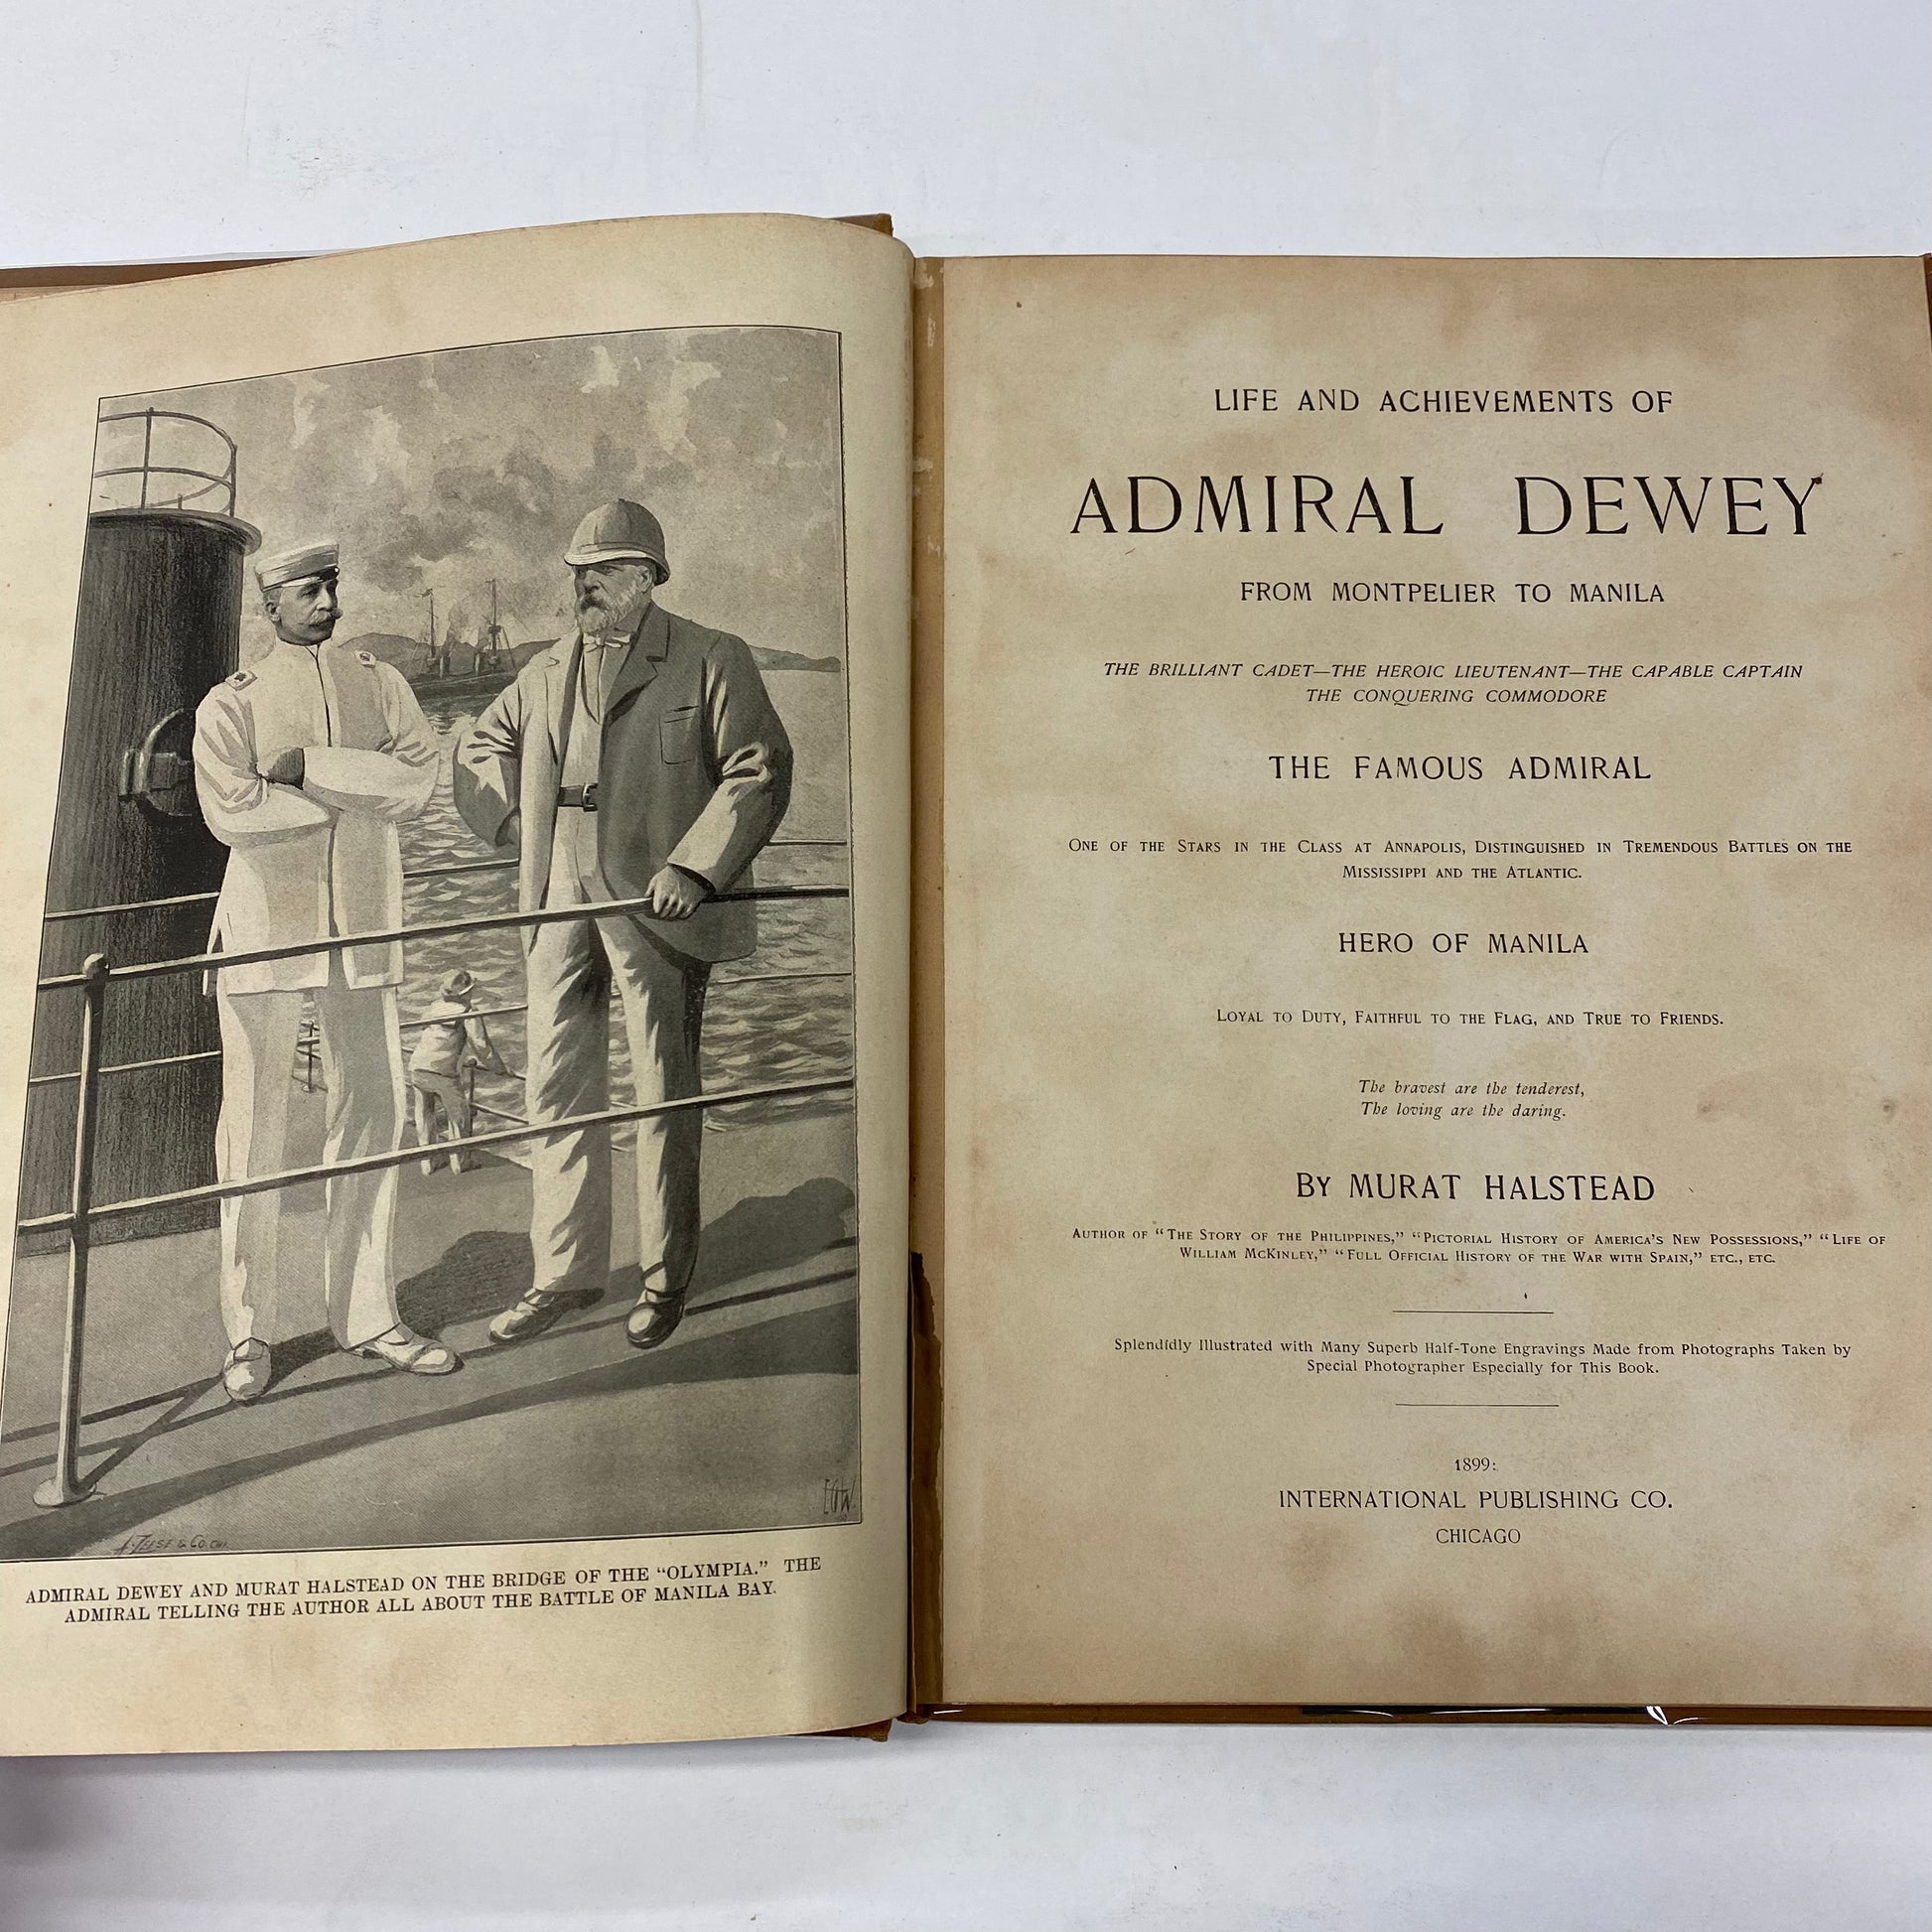 EGtW.
A. ZEESE & CO. CHI.
ADMIRAL DEWEY AND MURAT HALSTEAD ON THE BRIDGE OF THE "OLYMPIA." THE
ADMIRAL TELLING THE AUTHOR ALL ABOUT THE BATTLE OF MANILA BAY.
LIFE AND ACHIEVEMENTS OF
ADMIRAL DEWEY
FROM MONTPELIER TO MANILA
THE BRILLIANT CADET—THE HEROIC LIEUTENANT—THE CAPABLE CAPTAIN
THE CONQUERING COMMODORE
THE FAMOUS ADMIRAL
ONE OF THE STARS IN THE CLASS AT ANNAPOLIS, DISTINGUISHED IN TREMENDOUS BATTLES ON THE
MISSISSIPPI AND THE ATLANTIC.
HERO OF MANILA
LOYAL TO DUTY, FAITHFUL TO THE FLAG, AND TRUE TO FRIENDS.
The bravest are the tenderest,
The loving are the daring.
BY MURAT HALSTEAD
AUTHOR OF "THE STORY OF THE PHILIPPINES," "PICTORIAL HISTORY OF AMERICA'S NEW POSSESSIONS," "LIFE OF
WILLIAM MCKINLEY," "FULL OFFICIAL HISTORY OF THE WAR WITH SPAIN," ETC., ETC.
Splendidly Illustrated with Many Superb Half-Tone Engravings Made from Photographs Taken by
Special Photographer Especially for This Book.
1899:
INTERNATIONAL PUBLISHING CO.
CHICAGO